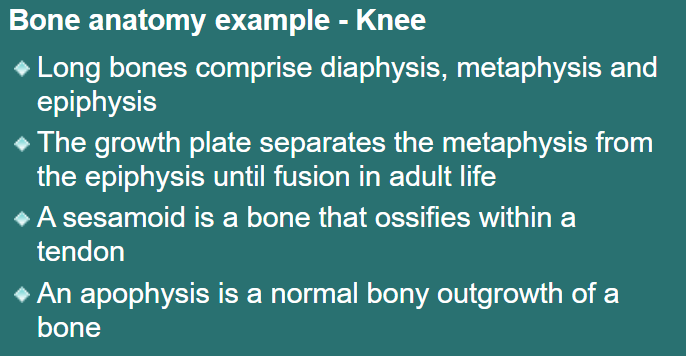 Bone anatomy example - Knee
Long bones comprise diaphysis, metaphysis and
epiphysis
The growth plate separates the metaphysis from
the epiphysis until fusion in adult life
A sesamoid is a bone that ossifies within a
tendon
An apophysis is a normal bony outgrowth of a
bone